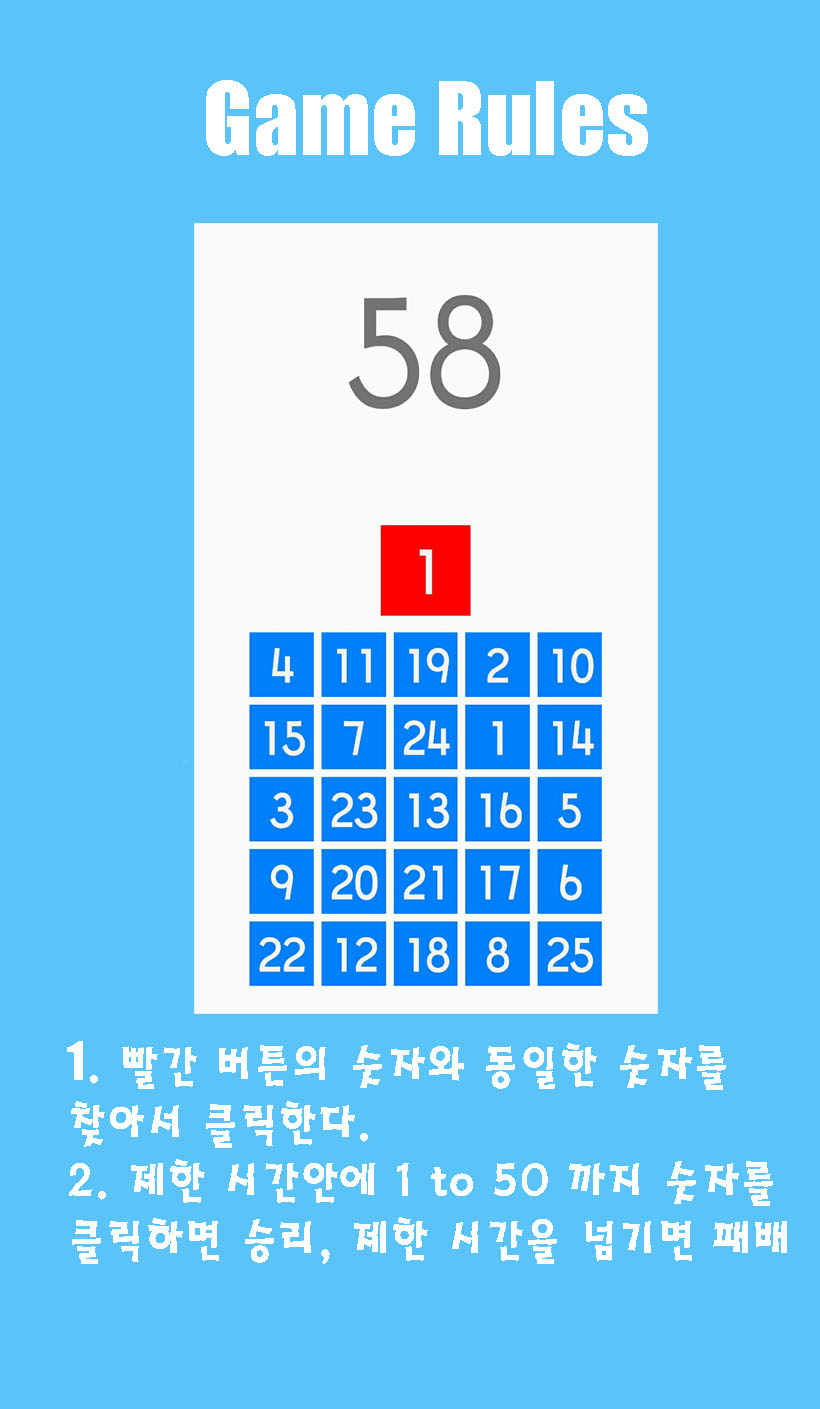 Game Rules
58
1
4 11 19 2 10
15 7 24 1 14
3 23 13 16 5
9 20 21 17 6
22 12 18 8 25
1. 빨간 버튼의 숫자와 동일한 숫자를
찾아서 클릭한다.
2. 제한 시간안에 1 to 50 까지 숫자를
클릭하면 승리, 제한 시간을 넘기면 패배